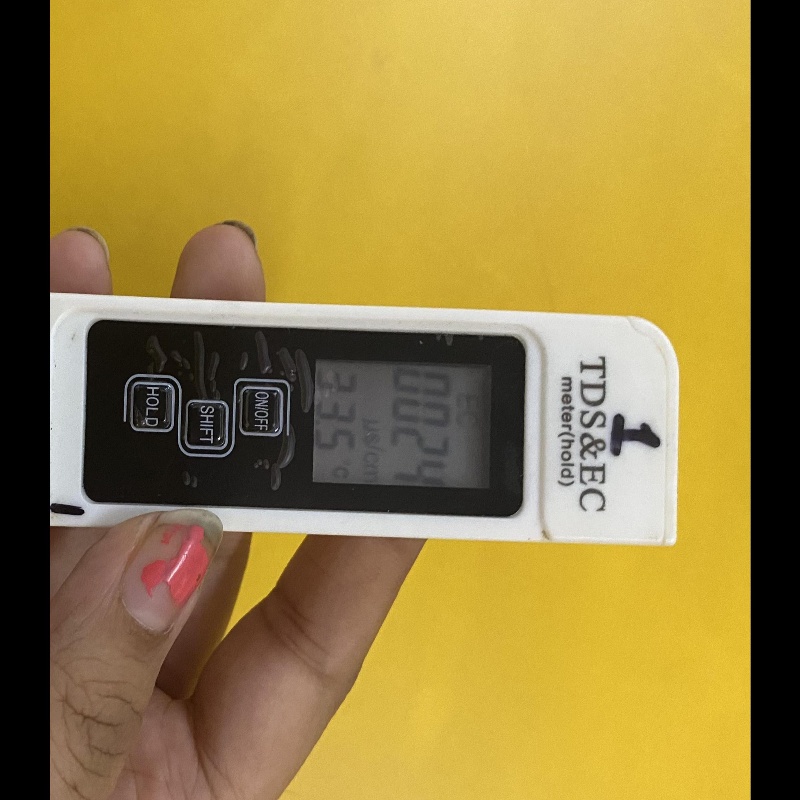 1
TDS&EC
meter(hold)
EC
0024
µs/cm
33.5 °C
ON/OFF
SHIFT
HOLD